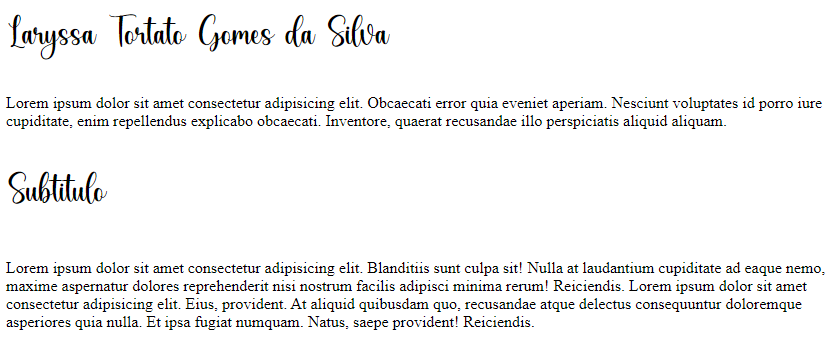 Laryssa Tortato Gomes da Silva
Lorem ipsum dolor sit amet consectetur adipisicing elit. Obcaecati error quia eveniet aperiam. Nesciunt voluptates id porro iure
cupiditate, enim repellendus explicabo obcaecati. Inventore, quaerat recusandae illo perspiciatis aliquid aliquam.
Subtitulo
Lorem ipsum dolor sit amet consectetur adipisicing elit. Blanditiis sunt culpa sit! Nulla at laudantium cupiditate ad eaque nemo,
maxime aspernatur dolores reprehenderit nisi nostrum facilis adipisci minima rerum! Reiciendis. Lorem ipsum dolor sit amet
consectetur adipisicing elit. Eius, provident. At aliquid quibusdam quo, recusandae atque delectus consequuntur doloremque
asperiores quia nulla. Et ipsa fugiat numquam. Natus, saepe provident! Reiciendis.